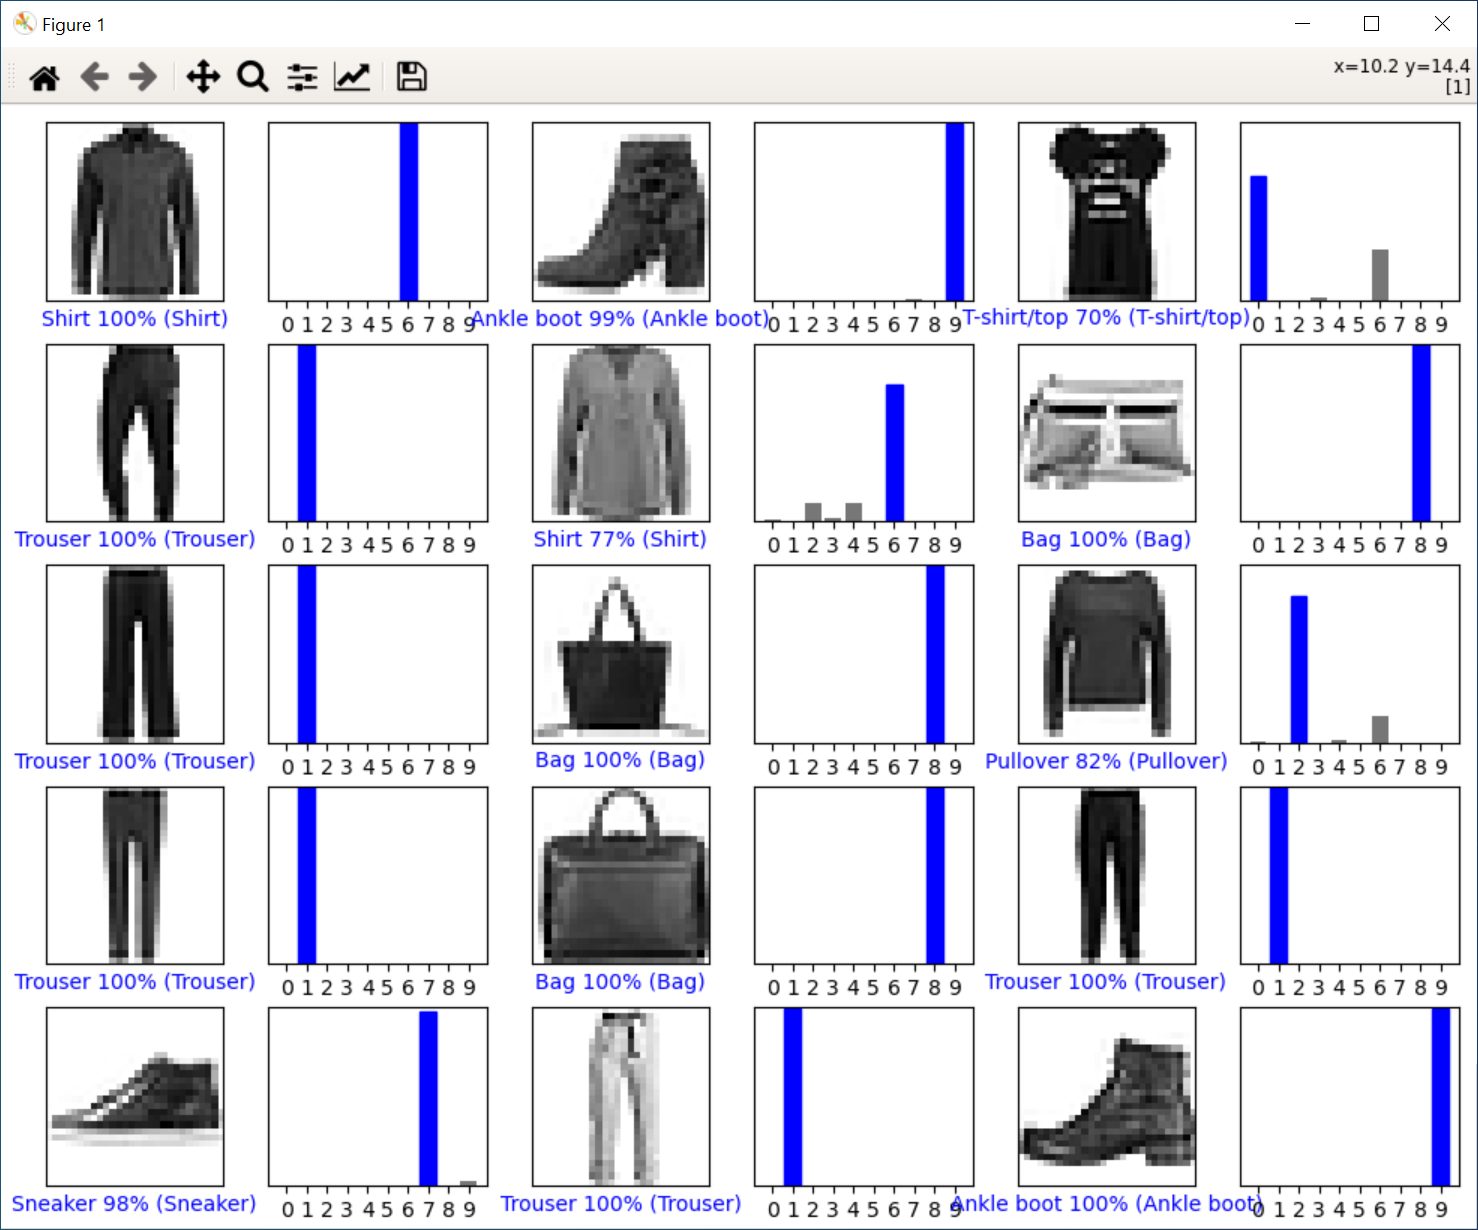 Figure 1
x=10.2 y=14.4
[1]
0 1 2 3 4 5 6 7 8 9
0 1 2 3 4 5 6 7 8 9
0 1 2 3 4 5 6 7 8 9
Shirt 100% (Shirt)
Ankle boot 99% (Ankle boot)
T-shirt/top 70% (T-shirt/top)
0 1 2 3 4 5 6 7 8 9
0 1 2 3 4 5 6 7 8 9
0 1 2 3 4 5 6 7 8 9
Trouser 100% (Trouser)
Shirt 77% (Shirt)
Bag 100% (Bag)
0 1 2 3 4 5 6 7 8 9
0 1 2 3 4 5 6 7 8 9
0 1 2 3 4 5 6 7 8 9
Trouser 100% (Trouser)
Bag 100% (Bag)
Pullover 82% (Pullover)
0 1 2 3 4 5 6 7 8 9
0 1 2 3 4 5 6 7 8 9
0 1 2 3 4 5 6 7 8 9
Trouser 100% (Trouser)
Bag 100% (Bag)
Trouser 100% (Trouser)
0 1 2 3 4 5 6 7 8 9
0 1 2 3 4 5 6 7 8 9
0 1 2 3 4 5 6 7 8 9
Sneaker 98% (Sneaker)
Trouser 100% (Trouser)
Ankle boot 100% (Ankle boot)